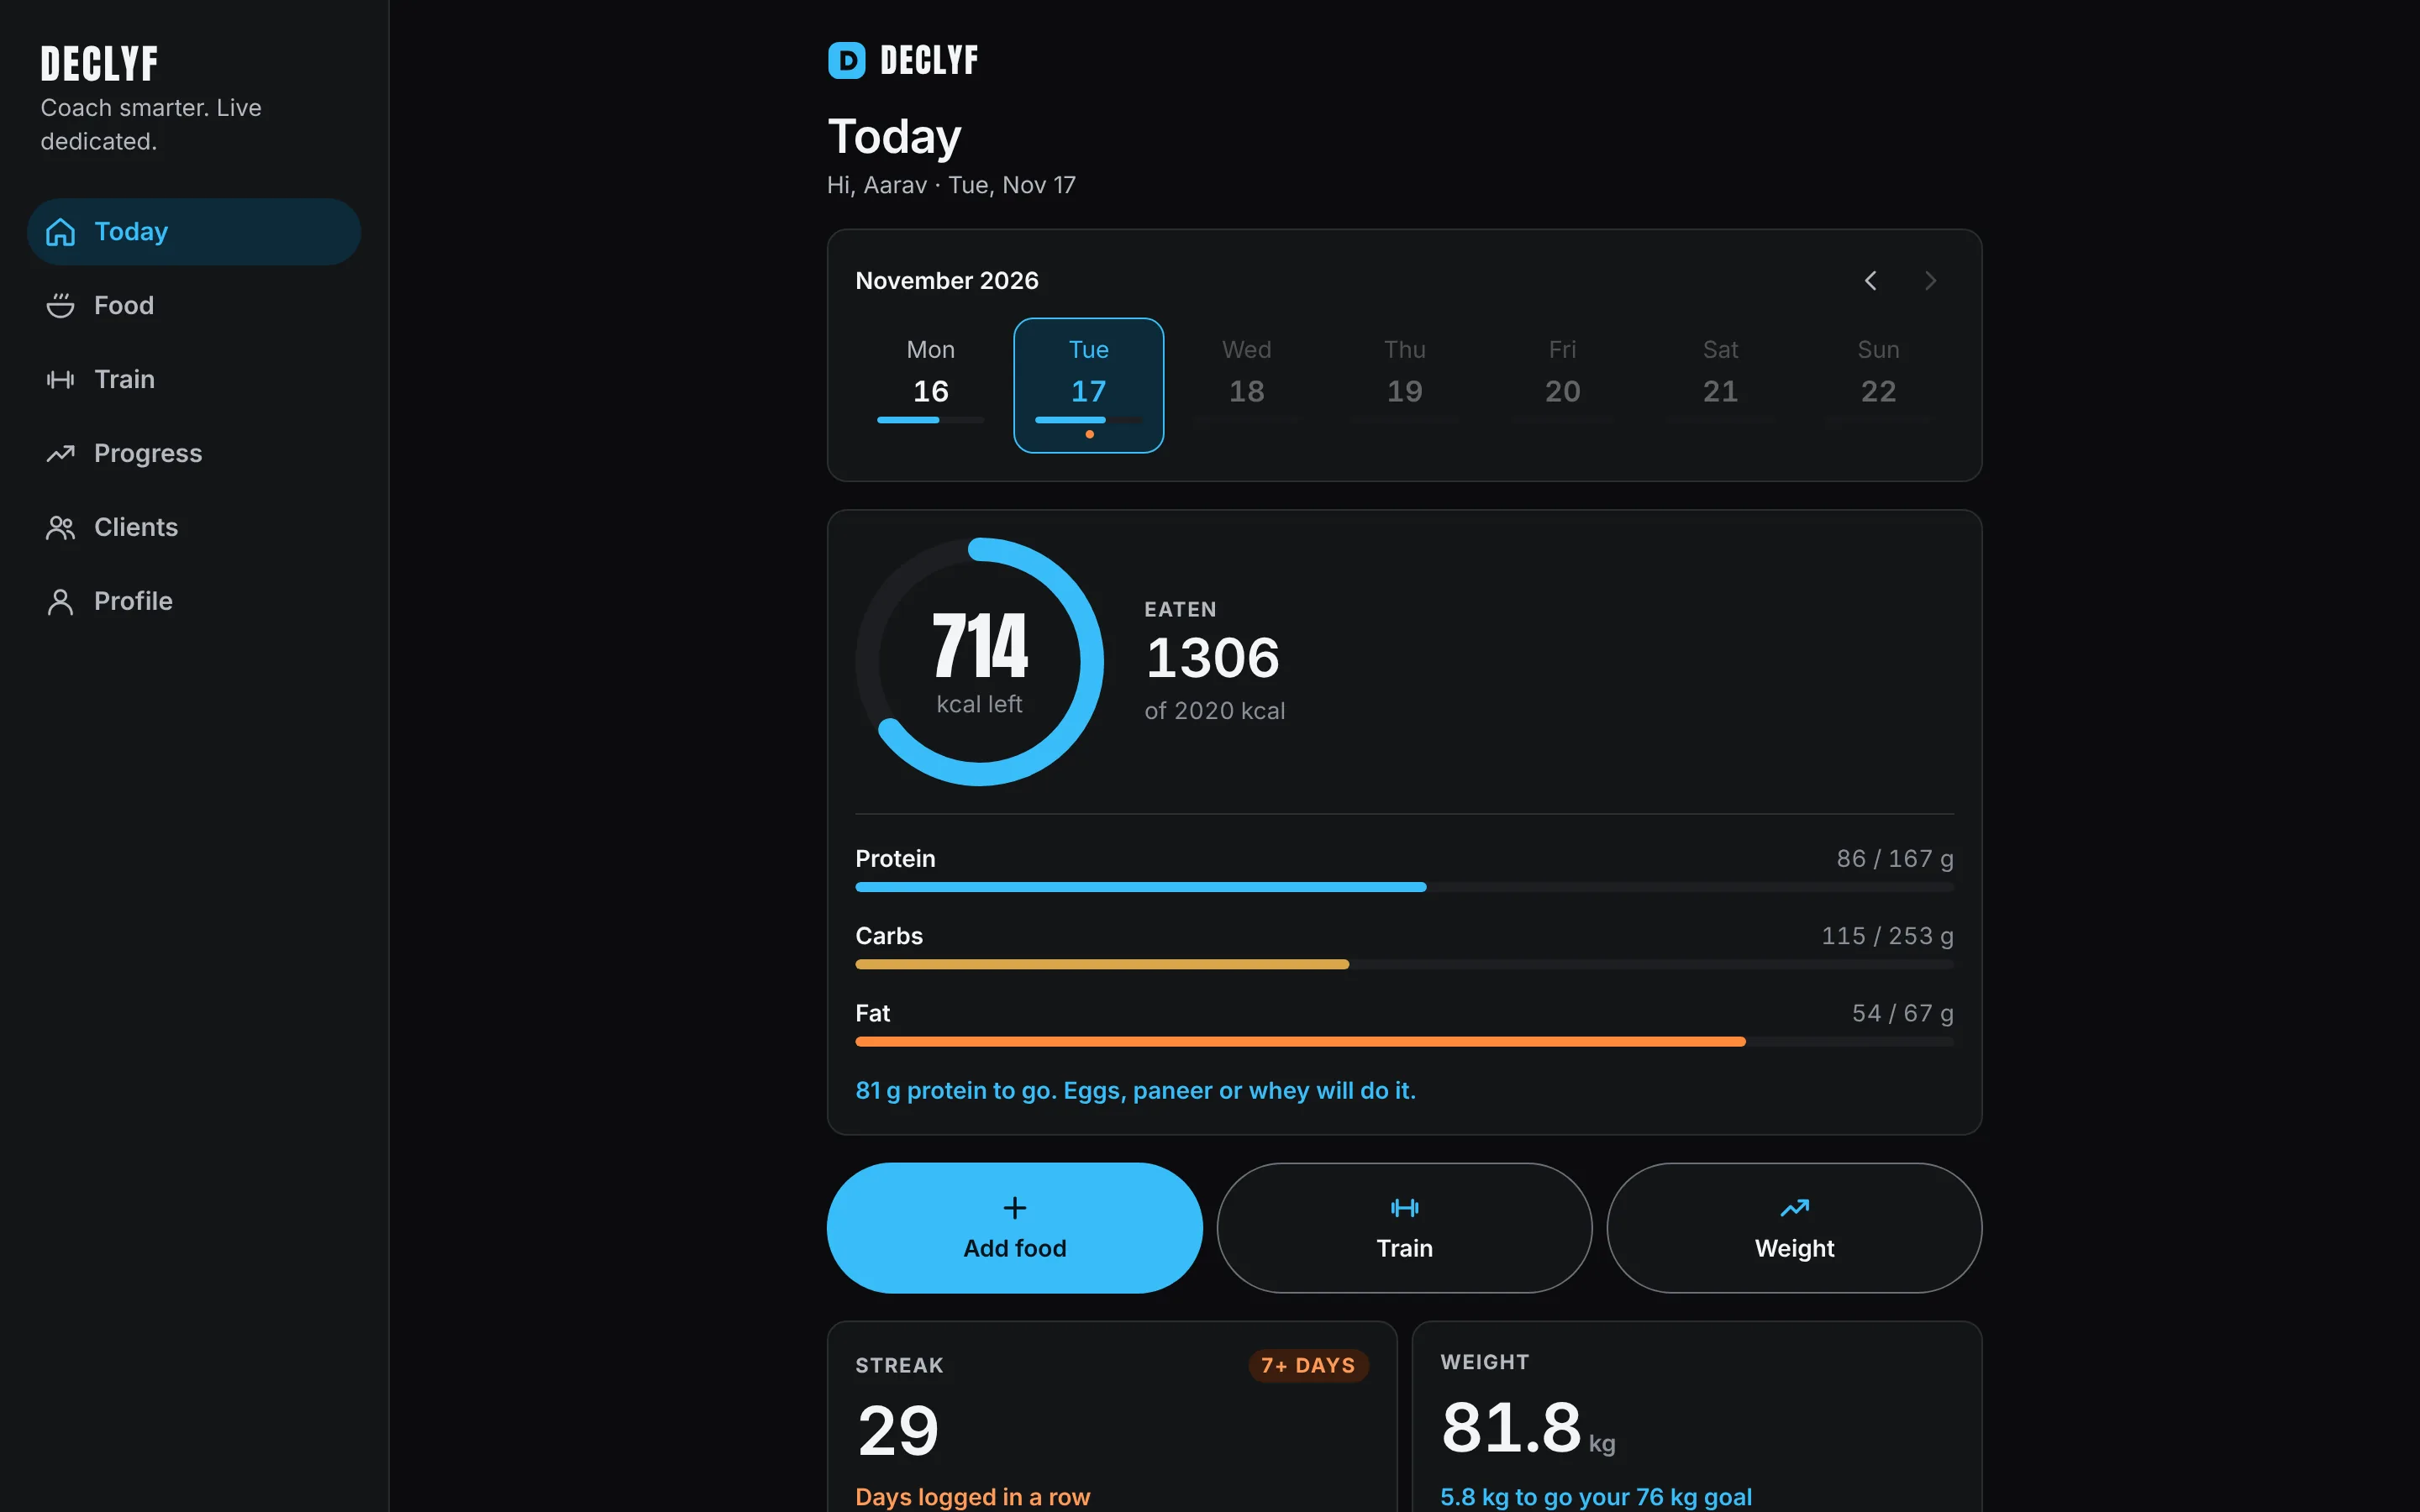 DECLYF
Coach smarter. Live
dedicated.
Today
Food
Train
Progress
Clients
Profile
D DECLYF
Today
Hi, Aarav · Tue, Nov 17
November 2026
Mon Tue Wed Thu Fri Sat Sun
16 17 18 19 20 21 22
714
kcal left
EATEN
1306
of 2020 kcal
Protein 86 / 167 g
Carbs 115 / 253 g
Fat 54 / 67 g
81 g protein to go. Eggs, paneer or whey will do it.
Add food
Train
Weight
STREAK 7+ DAYS
29
Days logged in a row
WEIGHT
81.8 kg
5.8 kg to go your 76 kg goal